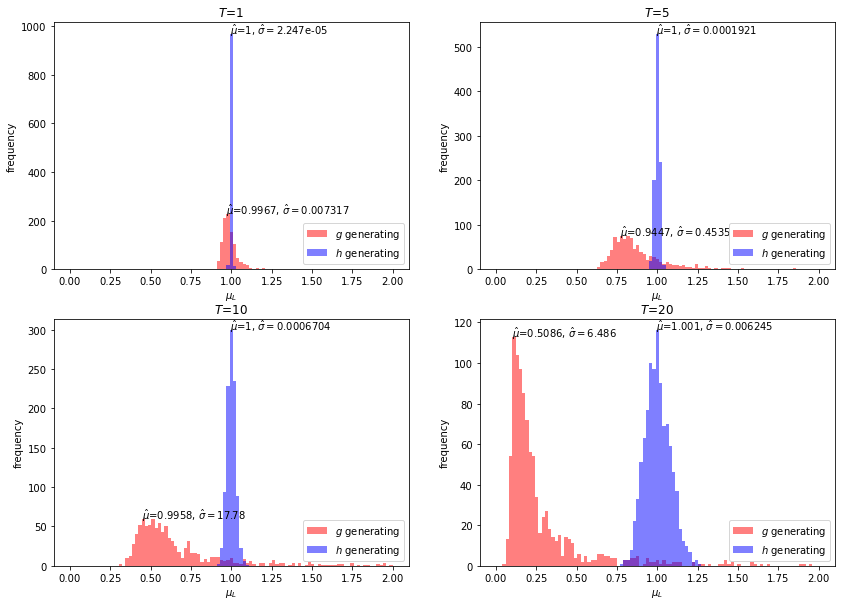 T=1
μ̂=1, σ̂ = 2.247e-05
μ̂=0.9967, σ̂ = 0.007317
frequency
1000
800
600
400
200
0
g generating
h generating
0.00 0.25 0.50 0.75 1.00 1.25 1.50 1.75 2.00
μL
T=5
μ̂=1, σ̂ = 0.0001921
μ̂=0.9447, σ̂ = 0.4535
frequency
500
400
300
200
100
0
g generating
h generating
0.00 0.25 0.50 0.75 1.00 1.25 1.50 1.75 2.00
μL
T=10
μ̂=1, σ̂ = 0.0006704
μ̂=0.9958, σ̂ = 17.78
frequency
300
250
200
150
100
50
0
g generating
h generating
0.00 0.25 0.50 0.75 1.00 1.25 1.50 1.75 2.00
μL
T=20
μ̂=0.5086, σ̂ = 6.486
μ̂=1.001, σ̂ = 0.006245
frequency
120
100
80
60
40
20
0
g generating
h generating
0.00 0.25 0.50 0.75 1.00 1.25 1.50 1.75 2.00
μL